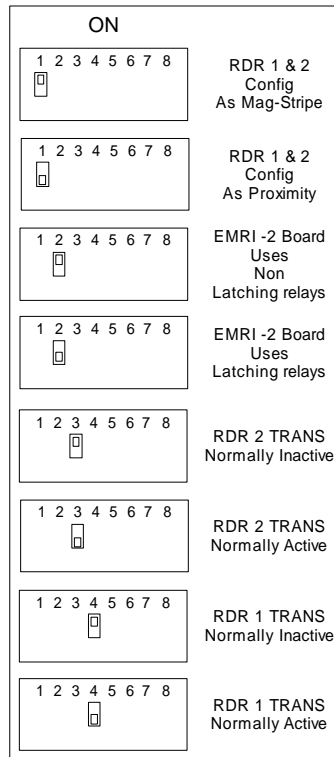 ON
1 2 3 4 5 6 7 8
RDR 1 & 2
Config
As Mag-Stripe
1 2 3 4 5 6 7 8
RDR 1 & 2
Config
As Proximity
1 2 3 4 5 6 7 8
EMRI -2 Board
Uses
Non
Latching relays
1 2 3 4 5 6 7 8
EMRI -2 Board
Uses
Latching relays
1 2 3 4 5 6 7 8
RDR 2 TRANS
Normally Inactive
1 2 3 4 5 6 7 8
RDR 2 TRANS
Normally Active
1 2 3 4 5 6 7 8
RDR 1 TRANS
Normally Inactive
1 2 3 4 5 6 7 8
RDR 1 TRANS
Normally Active